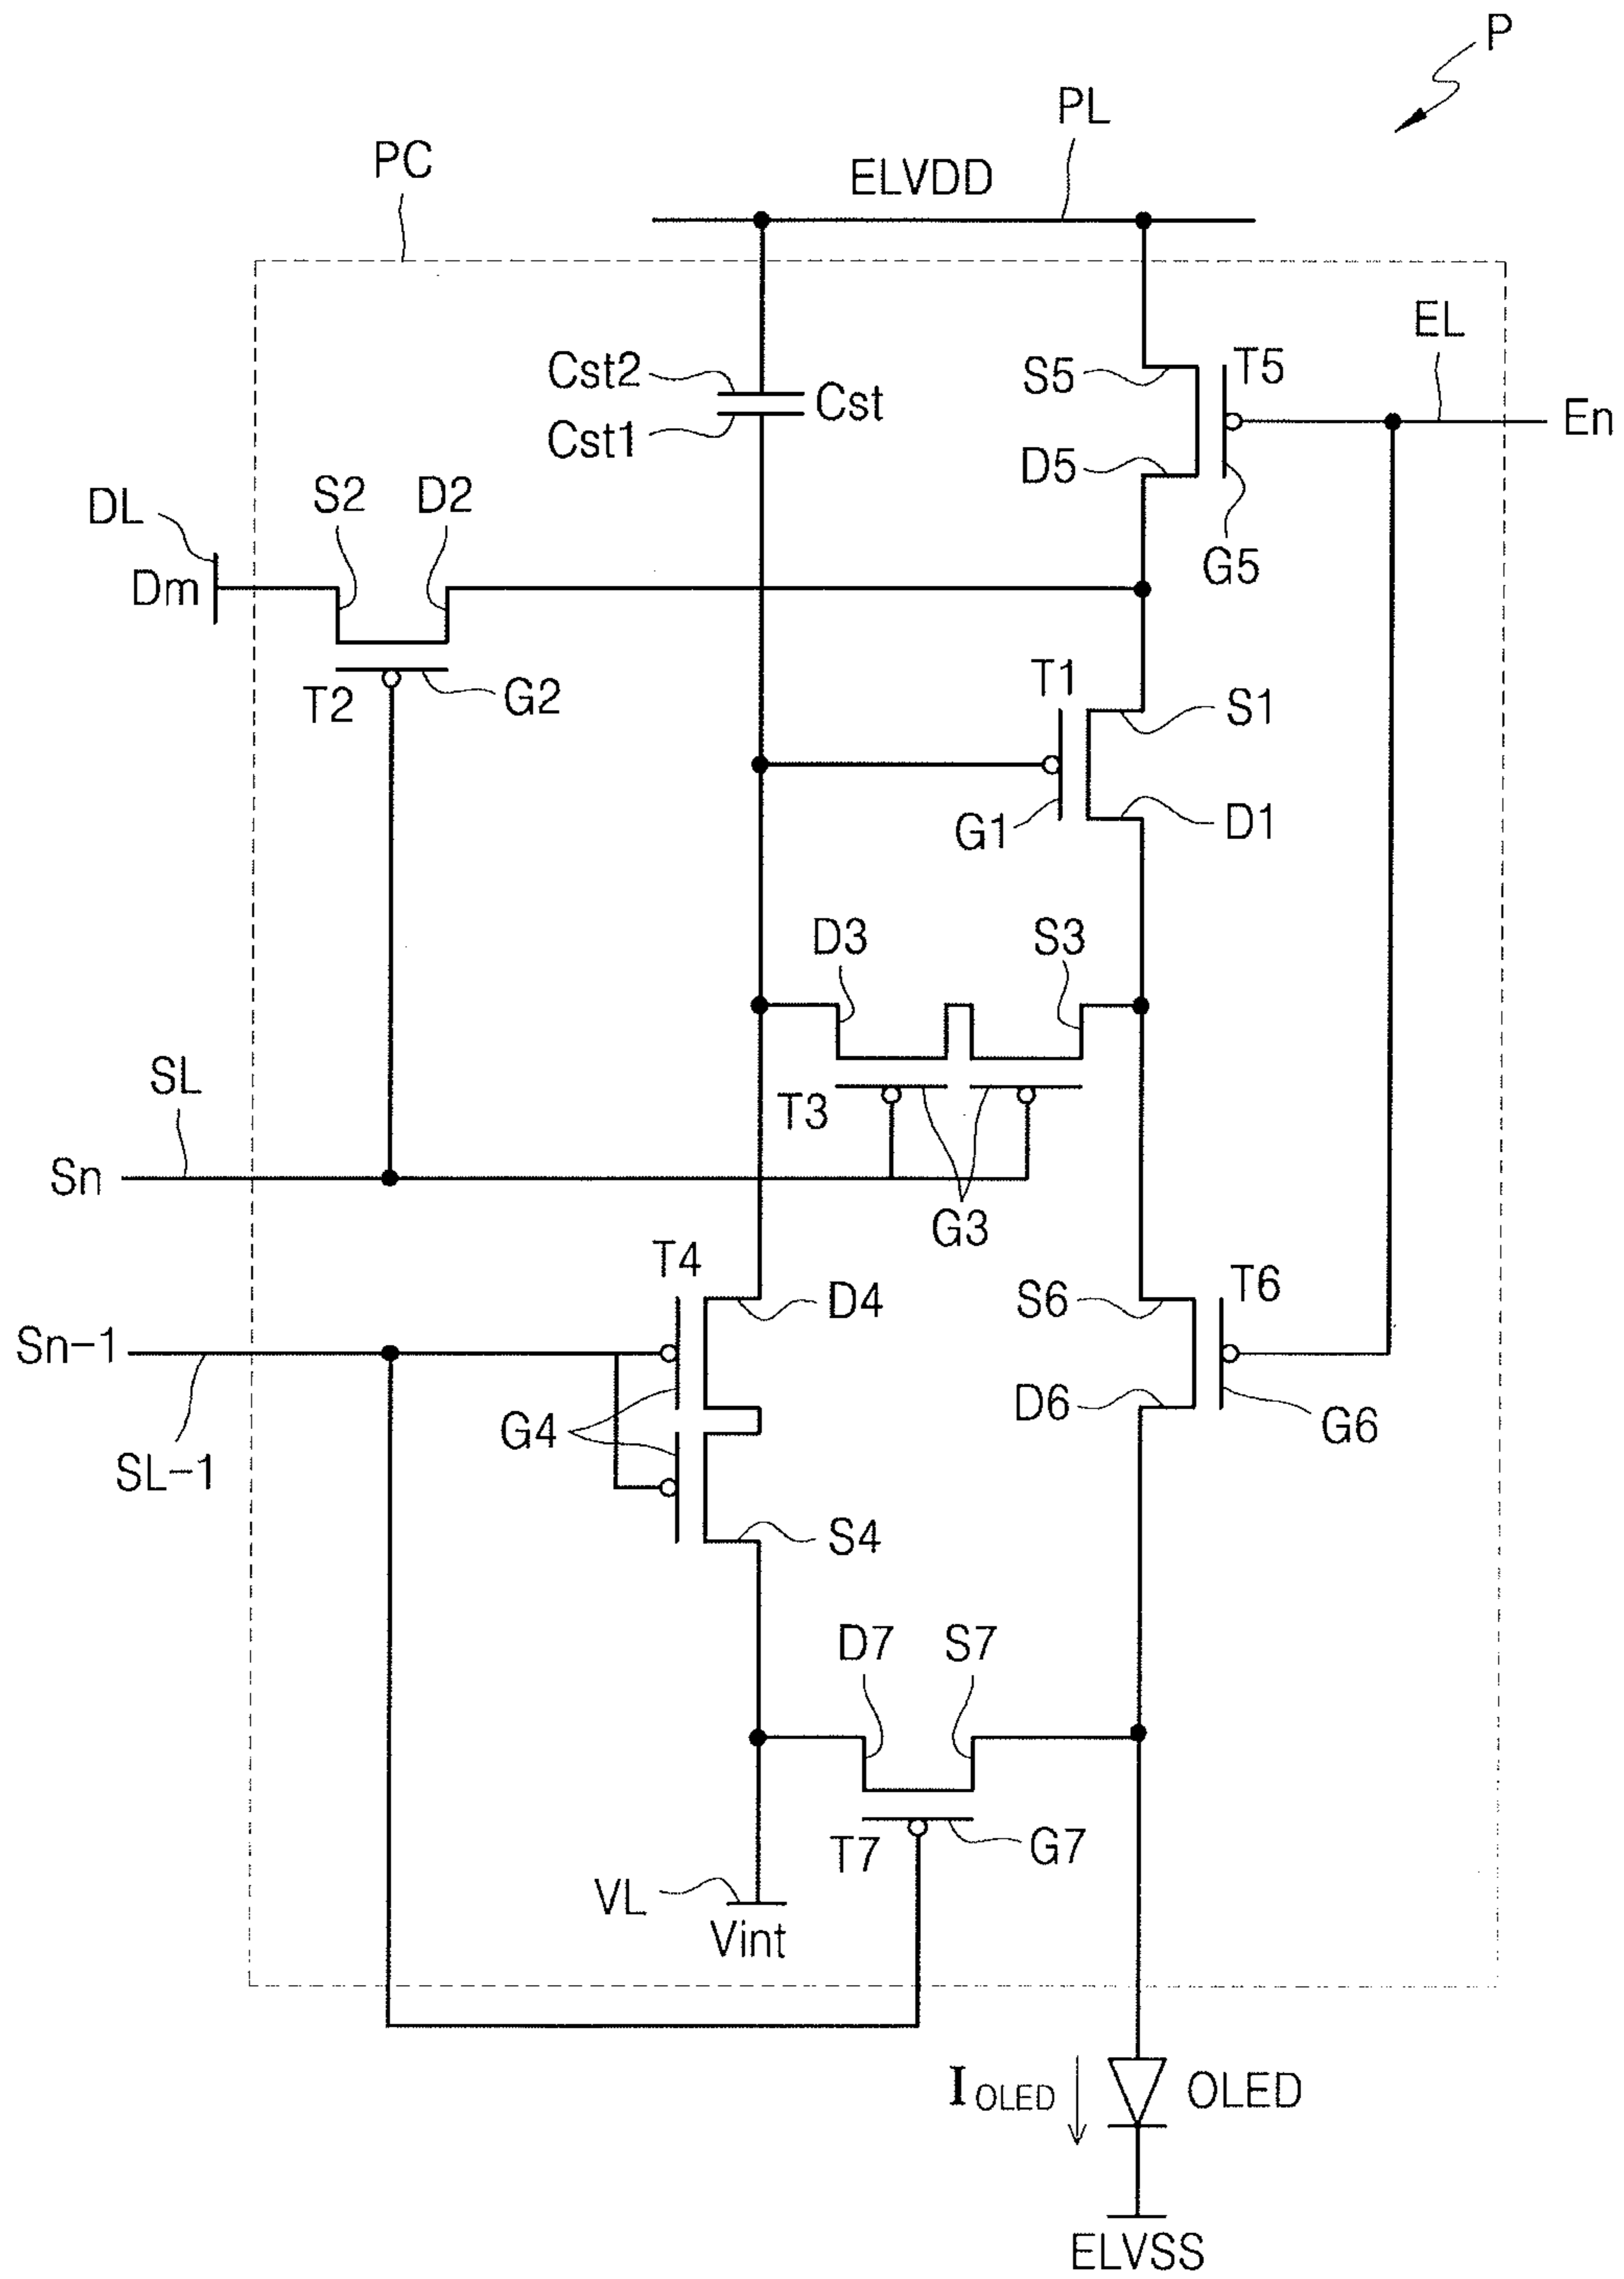 P
PL
PC
ELVDD
EL
Cst2
Cst
S5
T5
En
Cst1
D5
DL
S2
D2
G5
Dm
T1
T2
G2
S1
G1
D1
D3
S3
SL
T3
Sn
G3
T4
D4
S6
T6
Sn-1
D6
G4
G6
SL-1
S4
D7
S7
T7
G7
VL
Vint
IOLED
OLED
ELVSS